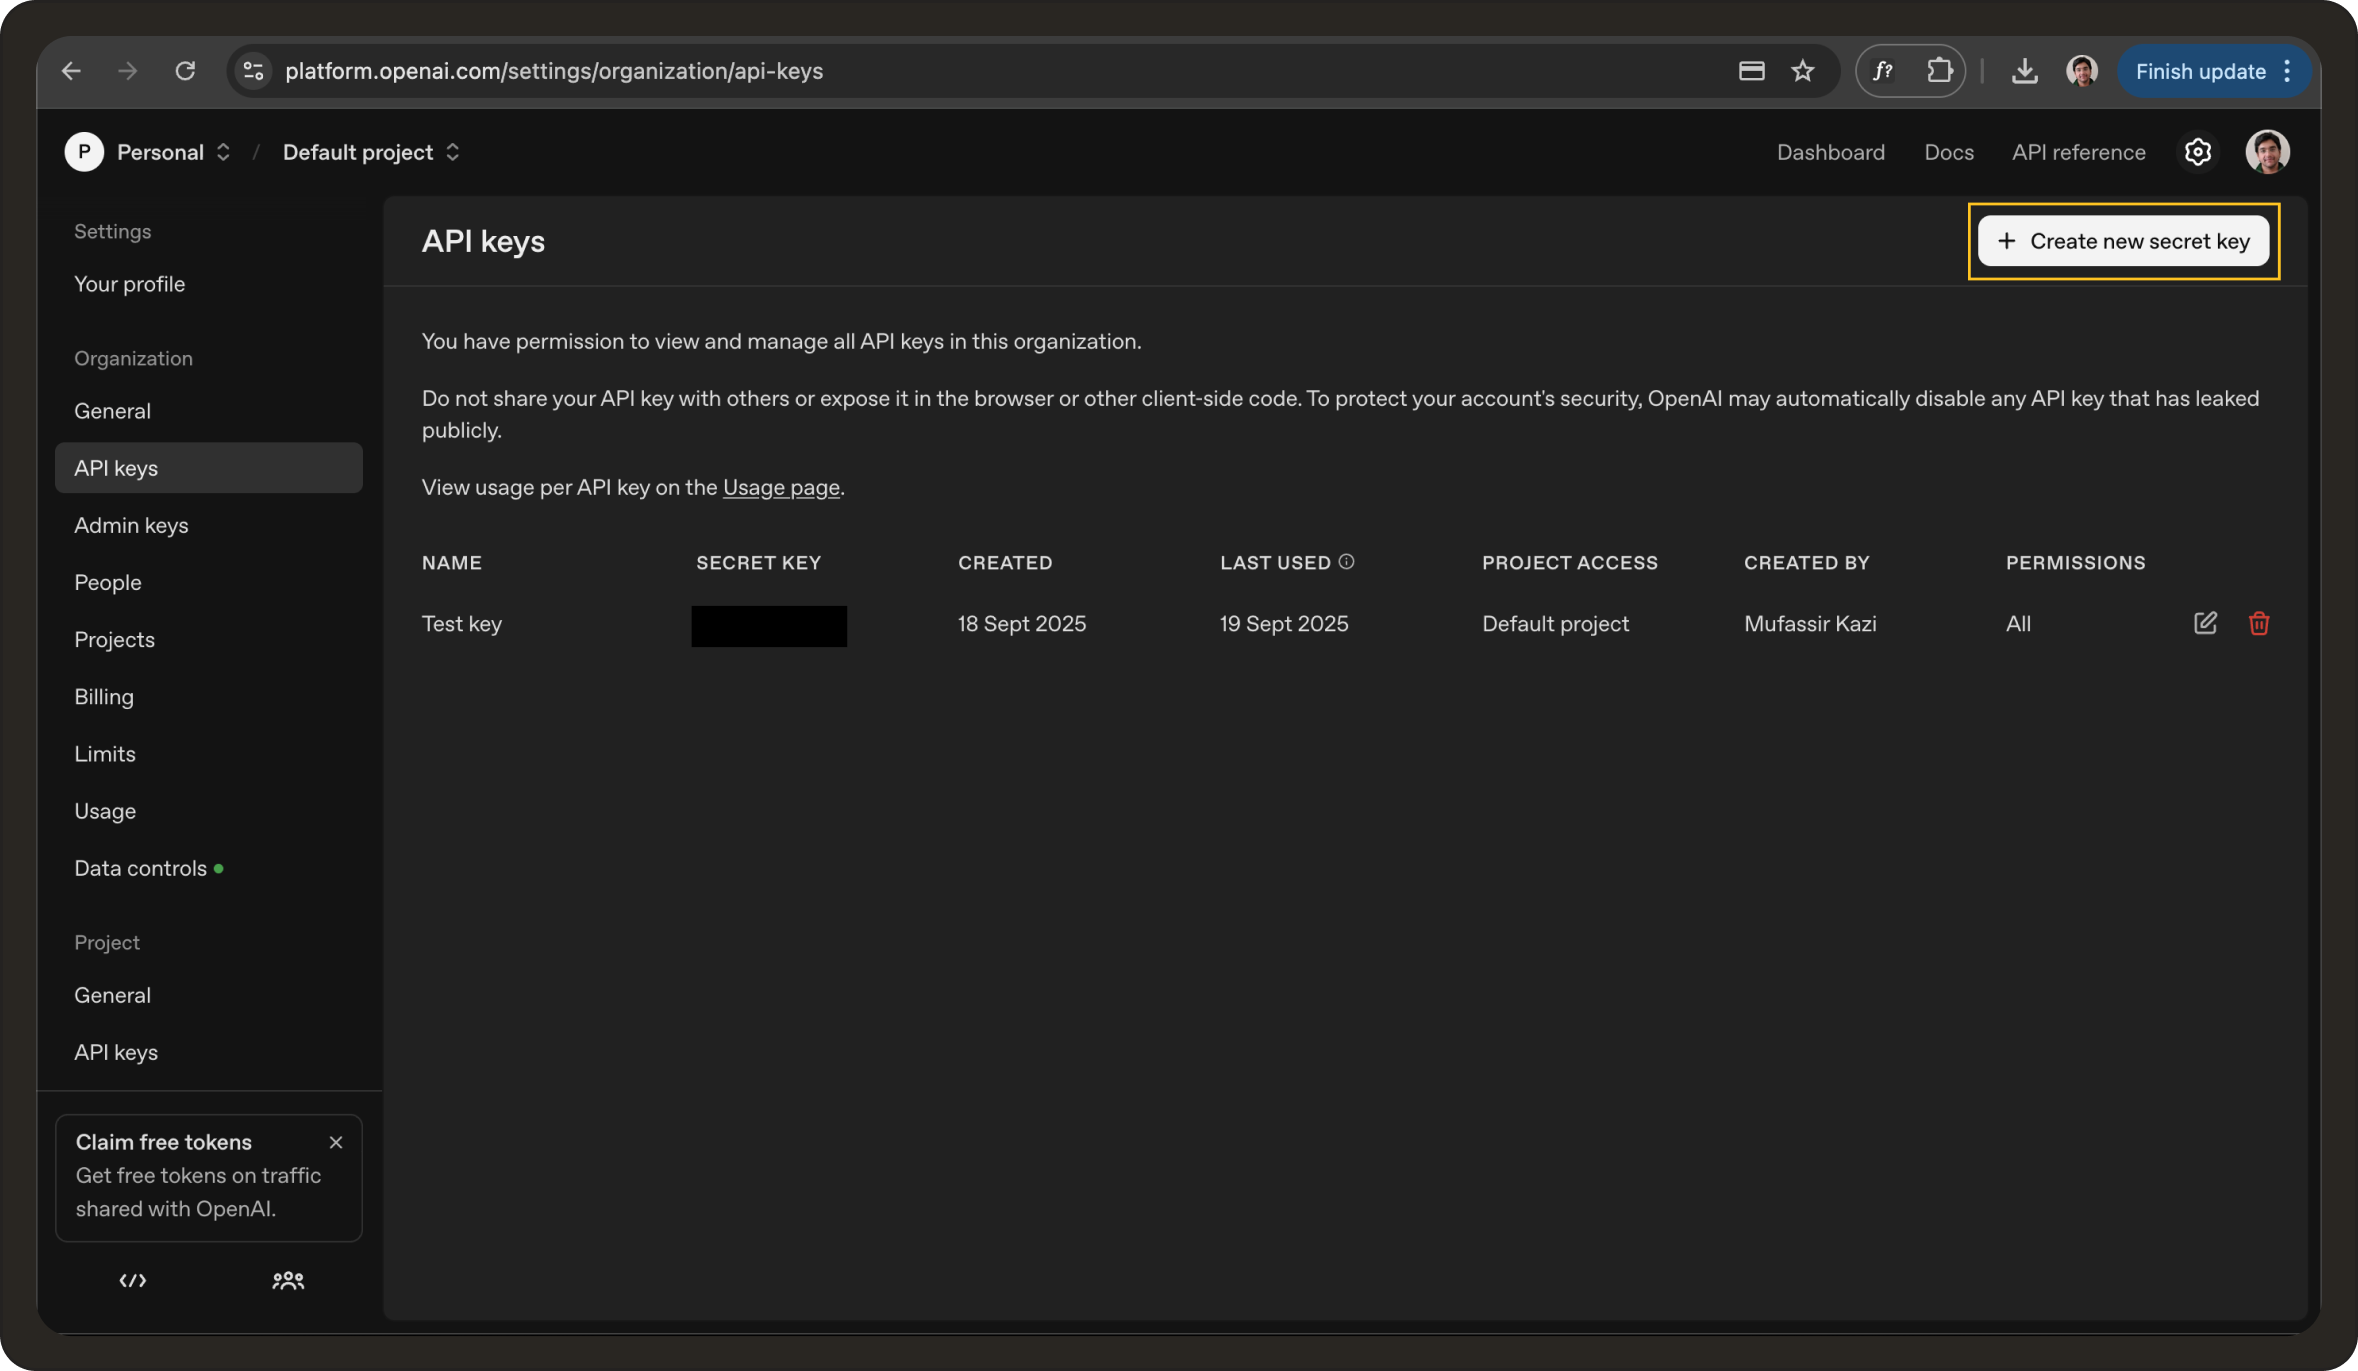 platform.openai.com/settings/organization/api-keys
f?
Finish update
P
Personal / Default project
Dashboard
Docs
API reference
Settings
Your profile
Organization
General
API keys
Admin keys
People
Projects
Billing
Limits
Usage
Data controls
Project
General
API keys
Claim free tokens
Get free tokens on traffic
shared with OpenAI.
API keys
+ Create new secret key
You have permission to view and manage all API keys in this organization.
Do not share your API key with others or expose it in the browser or other client-side code. To protect your account's security, OpenAI may automatically disable any API key that has leaked
publicly.
View usage per API key on the Usage page.
NAME SECRET KEY CREATED LAST USED PROJECT ACCESS CREATED BY PERMISSIONS
Test key 18 Sept 2025 19 Sept 2025 Default project Mufassir Kazi All